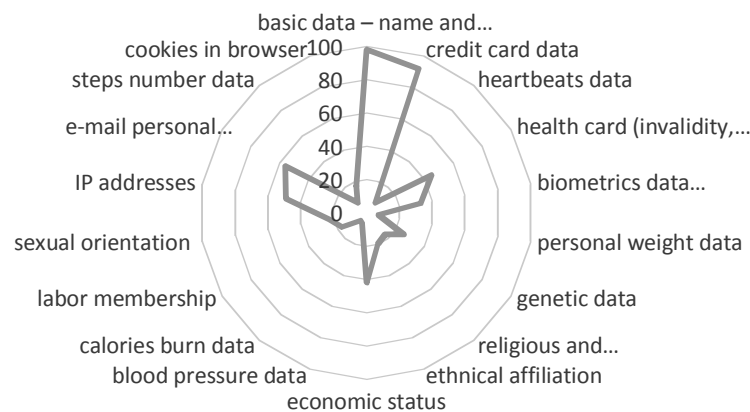 basic data – name and…
cookies in browser 100 credit card data
steps number data 80 heartbeats data
e-mail personal… 60 health card (invalidity,…
40
IP addresses 20 biometrics data…
0
sexual orientation personal weight data
labor membership genetic data
calories burn data religious and…
blood pressure data ethnical affiliation
economic status